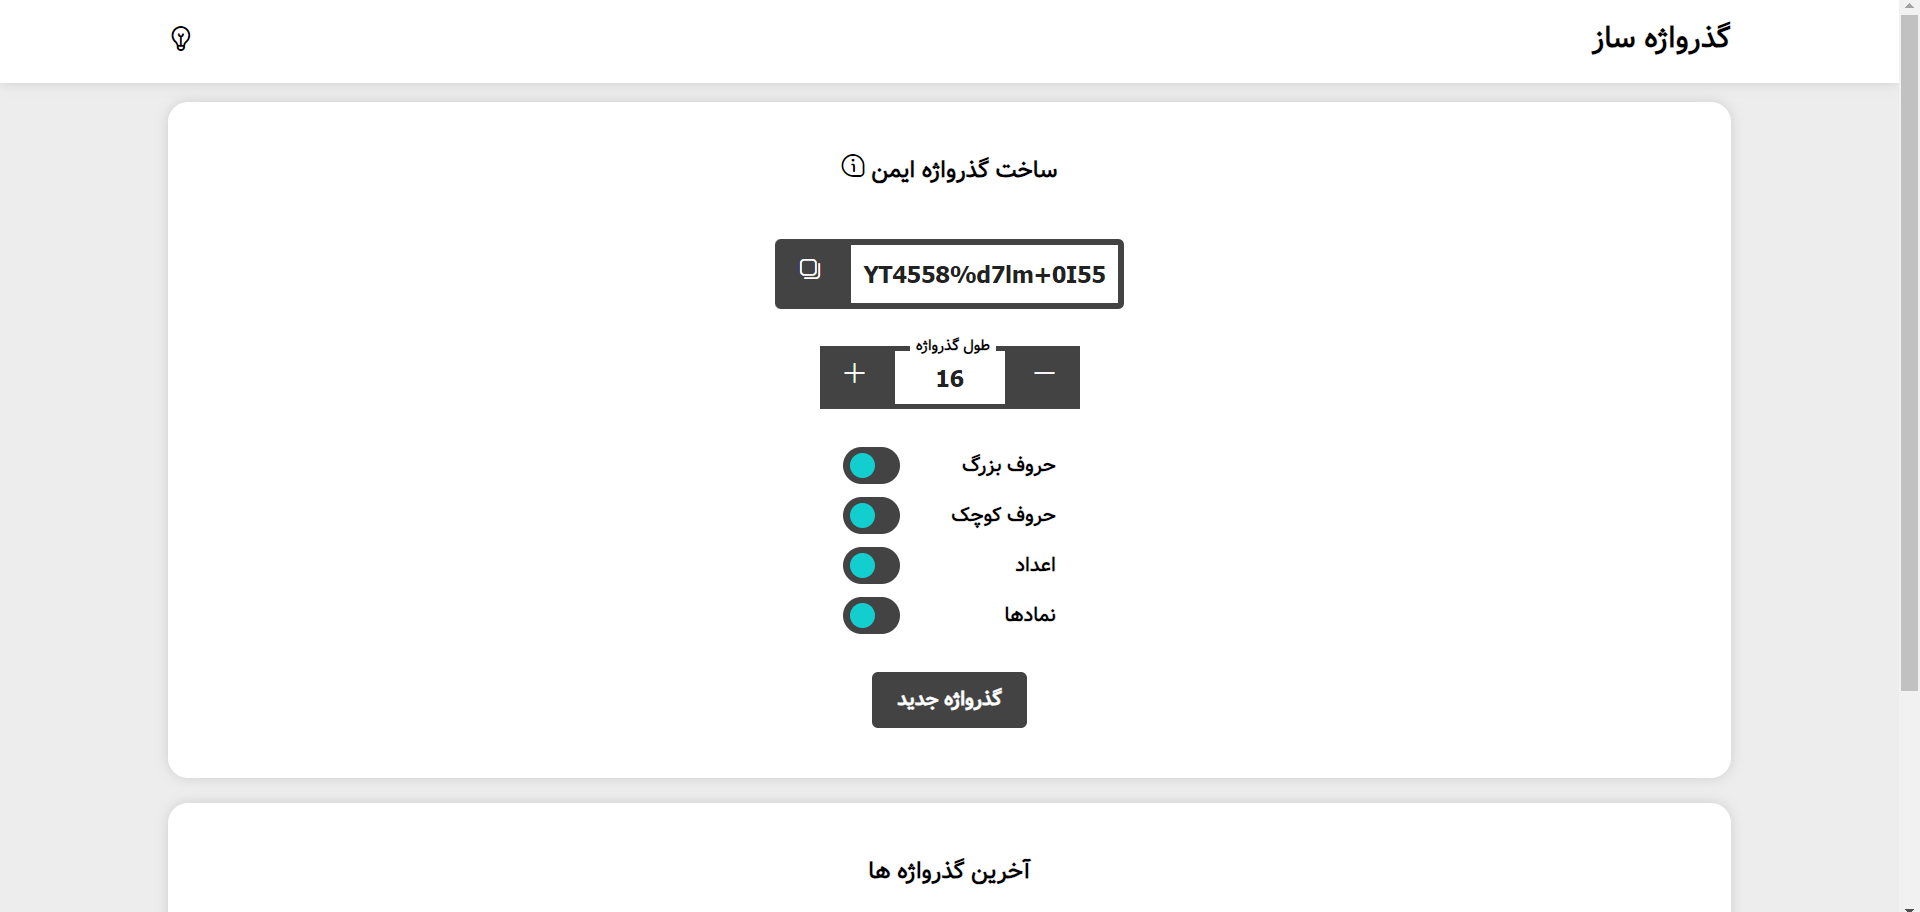 گذرواژه ساز
ساخت گذرواژه ایمن
YT4558%d7lm+0I55
طول گذرواژه
16
حروف بزرگ
حروف کوچک
اعداد
نمادها
گذرواژه جدید
آخرین گذرواژه ها